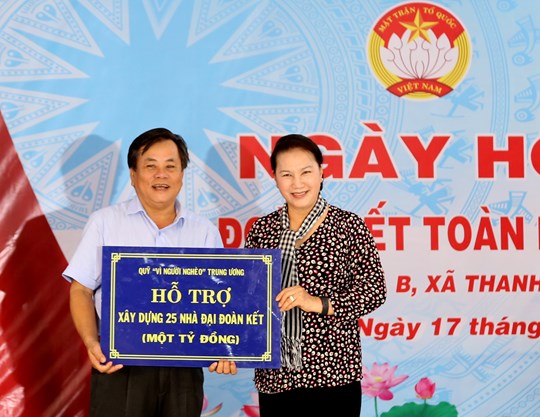 MẶT TRẬN TỔ QUỐC
VIỆT NAM
NGÀY HỘ
ĐO KẾT TOÀN
B, XÃ THANH
Ngày 17 thán
QUỸ "VÌ NGƯỜI NGHÈO" TRUNG ƯƠNG
HỖ TRỢ
XÂY DỰNG 25 NHÀ ĐẠI ĐOÀN KẾT
(MỘT TỶ ĐỒNG)